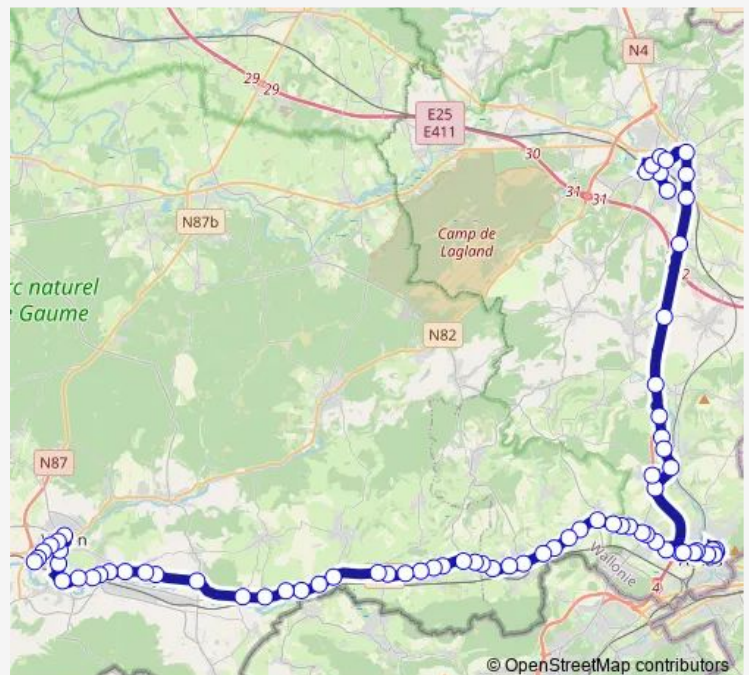 N4
29
29
E25
E411
30
31
31
N87b
Camp de
Lagland
2
rc naturel
Gaume
N82
N87
n
Wallonie
4
© OpenStreetMap contributors